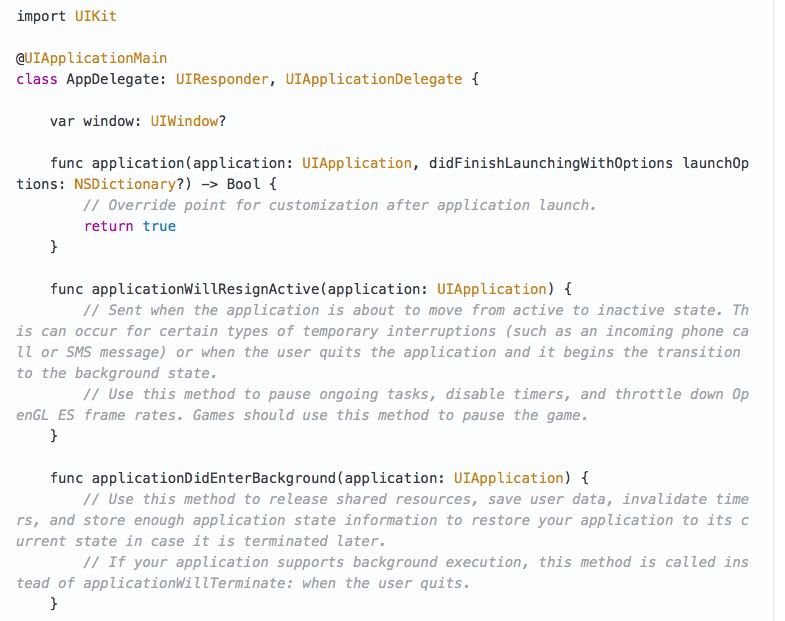 import UIKit
@UIApplicationMain
class AppDelegate: UIResponder, UIApplicationDelegate {
var window: UIWindow?
func application(application: UIApplication, didFinishLaunchingWithOptions launchOp
tions: NSDictionary?) -> Bool {
// Override point for customization after application launch.
return true
}
func applicationWillResignActive(application: UIApplication) {
// Sent when the application is about to move from active to inactive state. Th
is can occur for certain types of temporary interruptions (such as an incoming phone ca
ll or SMS message) or when the user quits the application and it begins the transition
to the background state.
// Use this method to pause ongoing tasks, disable timers, and throttle down Op
enGL ES frame rates. Games should use this method to pause the game.
}
func applicationDidEnterBackground(application: UIApplication) {
// Use this method to release shared resources, save user data, invalidate time
rs, and store enough application state information to restore your application to its c
urrent state in case it is terminated later.
// If your application supports background execution, this method is called ins
tead of applicationWillTerminate: when the user quits.
}